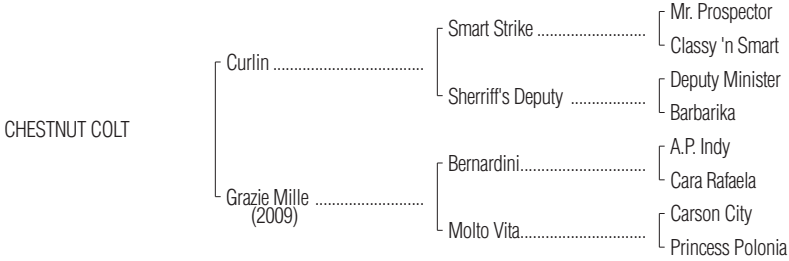 Mr. Prospector
Smart Strike ..........................
Classy 'n Smart
Curlin ...................................
Deputy Minister
Sherriff's Deputy ..................
Barbarika
CHESTNUT COLT
A.P. Indy
Bernardini..............................
Cara Rafaela
Grazie Mille .........................
(2009)
Carson City
Molto Vita..............................
Princess Polonia